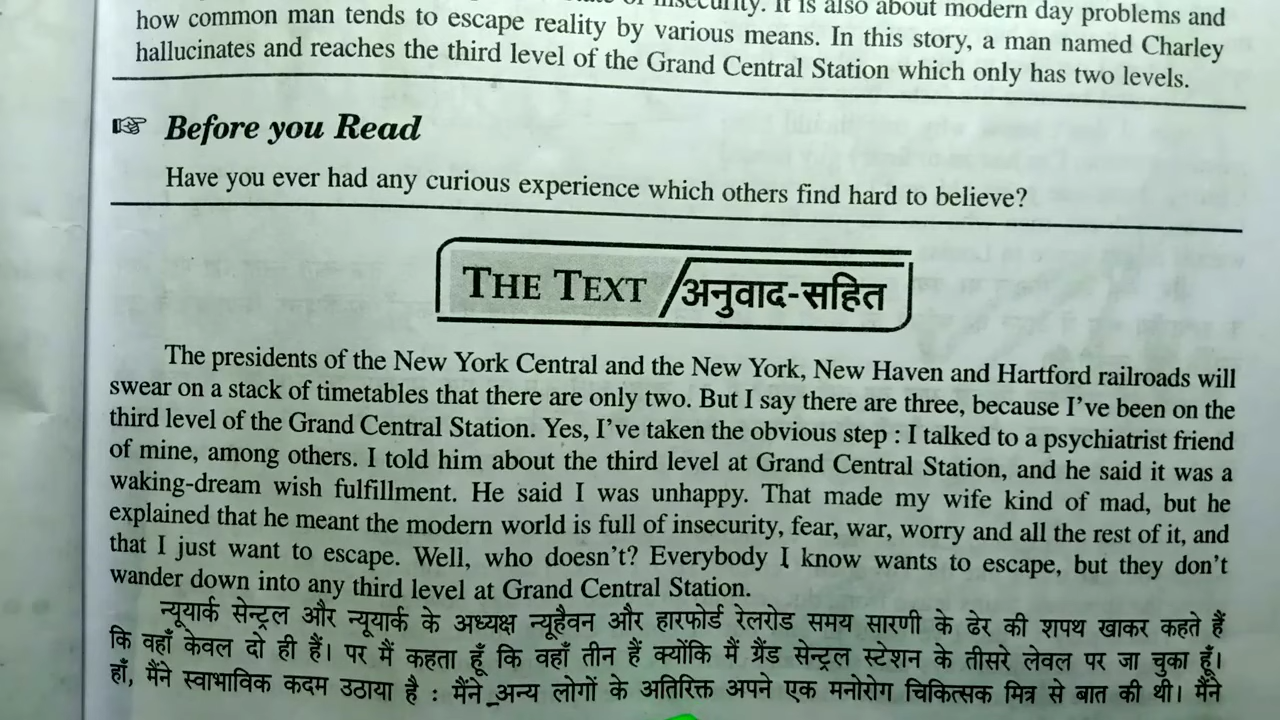 insecurity. It is also about modern day problems and
how common man tends to escape reality by various means. In this story, a man named Charley
hallucinates and reaches the third level of the Grand Central Station which only has two levels.
Before you Read
Have you ever had any curious experience which others find hard to believe?
THE TEXT / अनुवाद-सहित
The presidents of the New York Central and the New York, New Haven and Hartford railroads will
swear on a stack of timetables that there are only two. But I say there are three, because I've been on the
third level of the Grand Central Station. Yes, I've taken the obvious step : I talked to a psychiatrist friend
of mine, among others. I told him about the third level at Grand Central Station, and he said it was a
waking-dream wish fulfillment. He said I was unhappy. That made my wife kind of mad, but he
explained that he meant the modern world is full of insecurity, fear, war, worry and all the rest of it, and
that I just want to escape. Well, who doesn't? Everybody I know wants to escape, but they don't
wander down into any third level at Grand Central Station.
न्यूयार्क सेन्ट्रल और न्यूयार्क के अध्यक्ष न्यूहैवन और हारफोर्ड रेलरोड समय सारणी के ढेर की शपथ खाकर कहते हैं
कि वहाँ केवल दो ही हैं। पर मैं कहता हूँ कि वहाँ तीन हैं क्योंकि मैं ग्रैंड सेन्ट्रल स्टेशन के तीसरे लेवल पर जा चुका हूँ।
हाँ, मैंने स्वाभाविक कदम उठाया है : मैंने अन्य लोगों के अतिरिक्त अपने एक मनोरोग चिकित्सक मित्र से बात की थी। मैंने